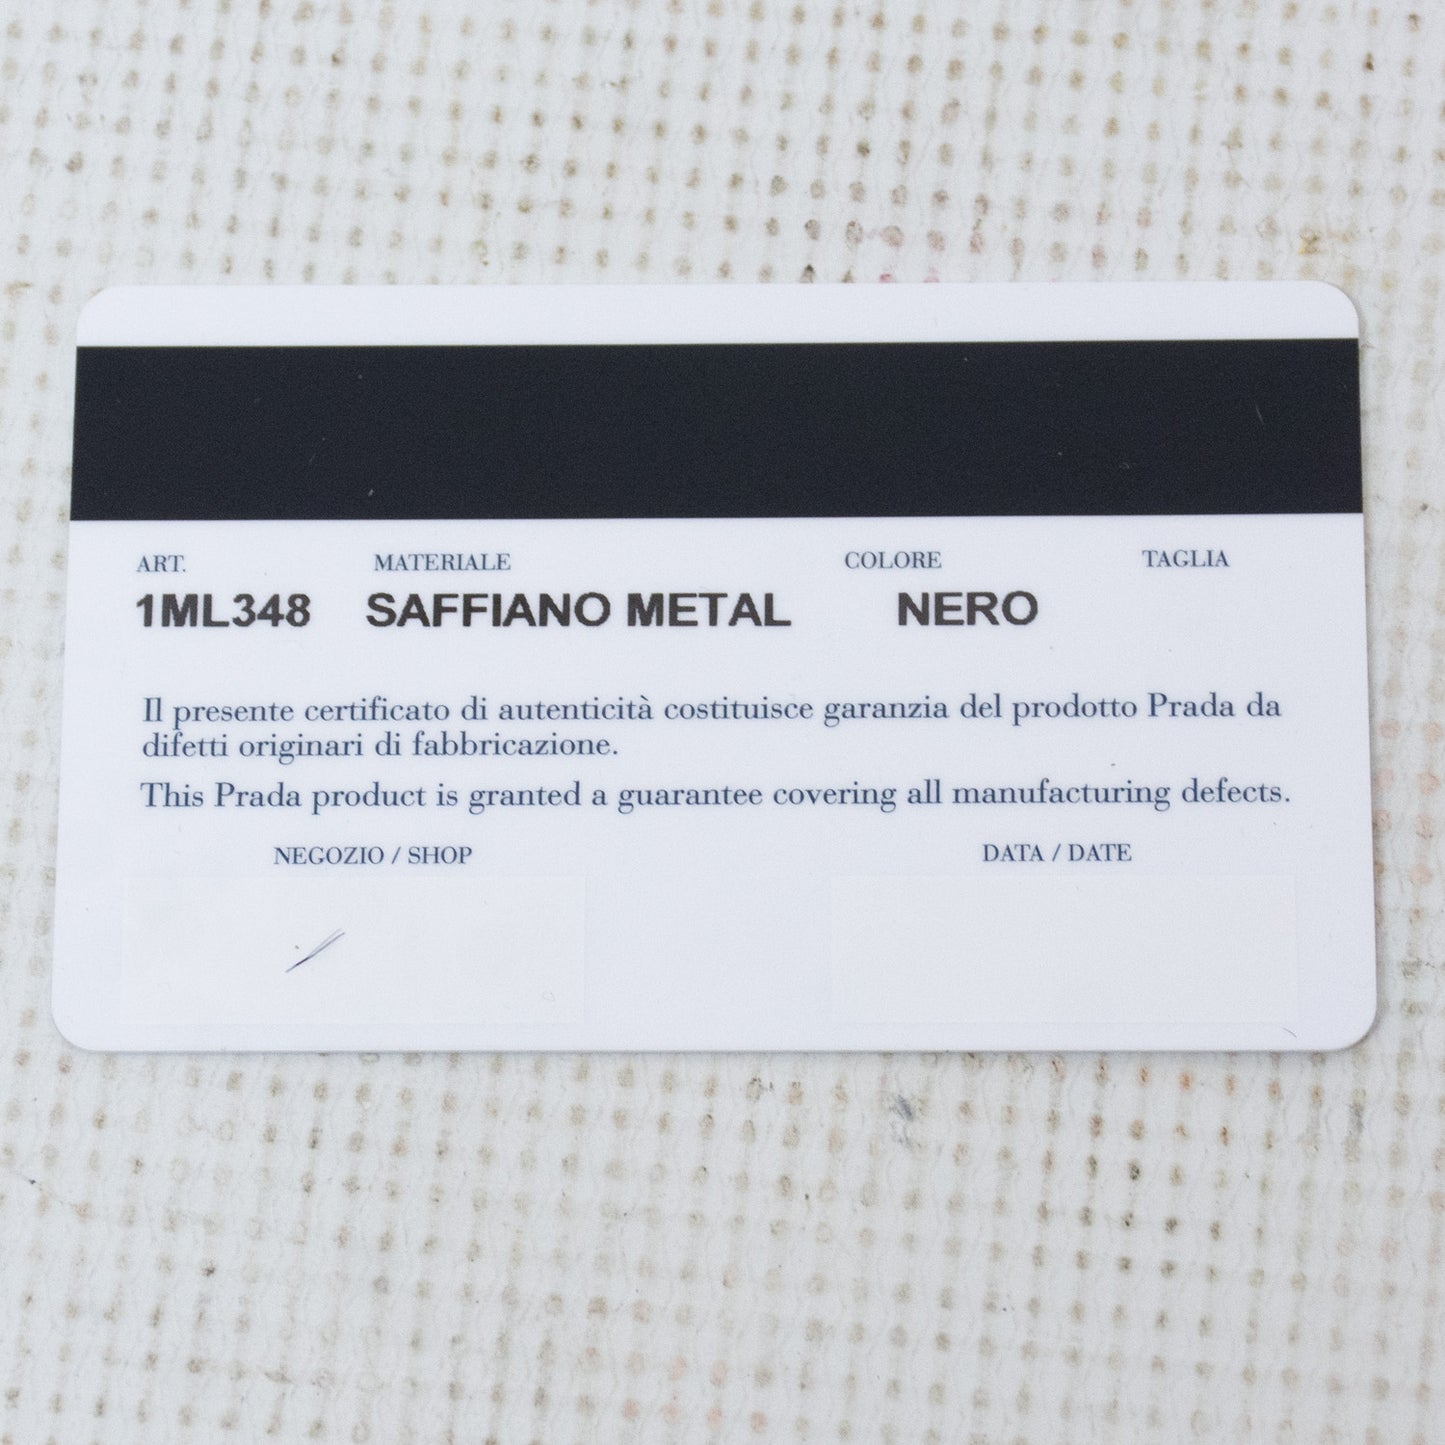 ART. MATERIALE COLORE TAGLIA
1ML348 SAFFIANO METAL NERO
Il presente certificato di autenticità costituisce garanzia del prodotto Prada da
difetti originari di fabbricazione.
This Prada product is granted a guarantee covering all manufacturing defects.
NEGOZIO / SHOP DATA / DATE